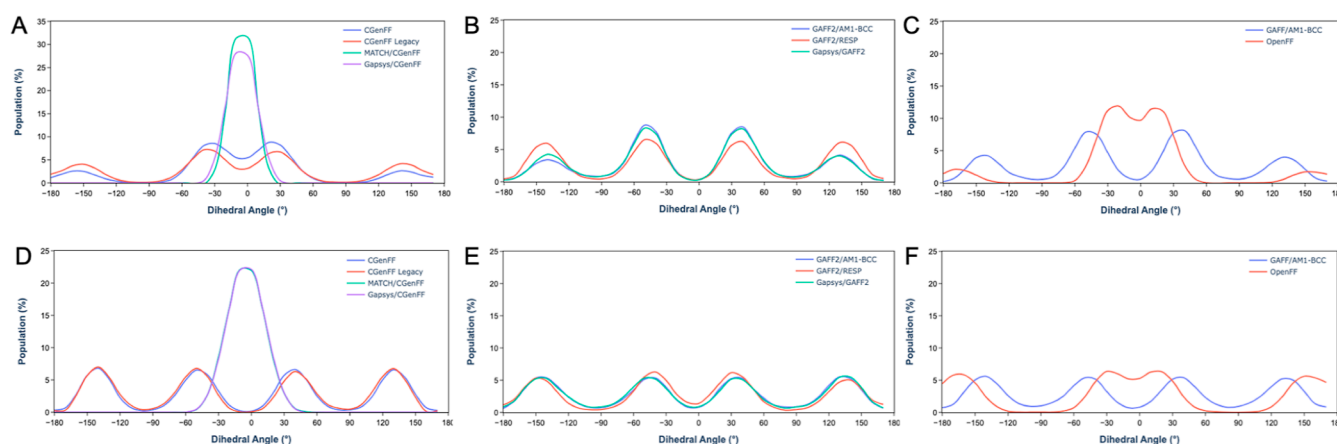 A
CGenFF
CGenFF Legacy
MATCH/CGenFF
Gapsys/CGenFF
Population (%)
35
30
25
20
15
10
5
0
−180 −150 −120 −90 −60 −30 0 30 60 90 120 150 180
Dihedral Angle (°)
B
GAFF2/AM1-BCC
GAFF2/RESP
Gapsys/GAFF2
Population (%)
25
20
15
10
5
0
−180 −150 −120 −90 −60 −30 0 30 60 90 120 150 180
Dihedral Angle (°)
C
GAFF/AM1-BCC
OpenFF
Population (%)
25
20
15
10
5
0
−180 −150 −120 −90 −60 −30 0 30 60 90 120 150 180
Dihedral Angle (°)
D
CGenFF
CGenFF Legacy
MATCH/CGenFF
Gapsys/CGenFF
Population (%)
25
20
15
10
5
0
−180 −150 −120 −90 −60 −30 0 30 60 90 120 150 180
Dihedral Angle (°)
E
GAFF2/AM1-BCC
GAFF2/RESP
Gapsys/GAFF2
Population (%)
25
20
15
10
5
0
−180 −150 −120 −90 −60 −30 0 30 60 90 120 150 180
Dihedral Angle (°)
F
GAFF/AM1-BCC
OpenFF
Population (%)
25
20
15
10
5
0
−180 −150 −120 −90 −60 −30 0 30 60 90 120 150
Dihedral Angle (°)